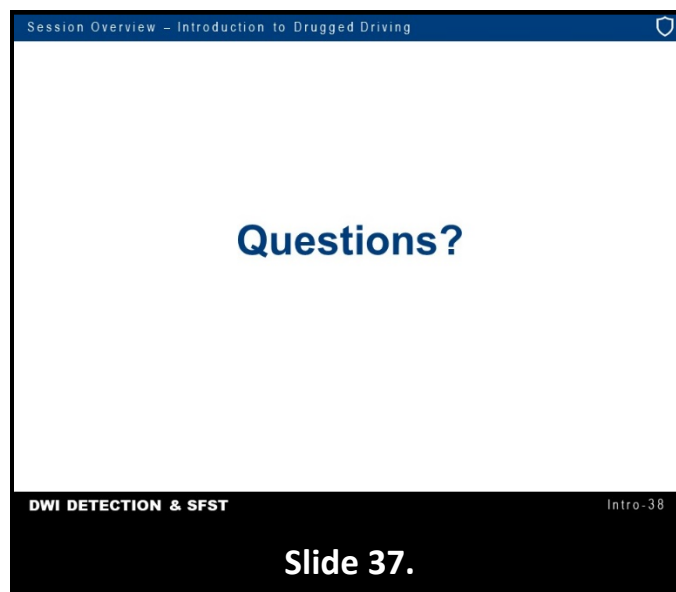 Session Overview – Introduction to Drugged Driving
Questions?
DWI DETECTION & SFST
Intro-38
Slide 37.